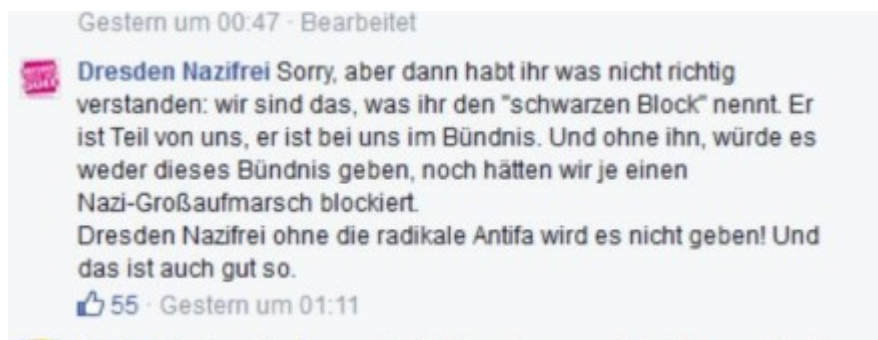 Gestern um 00:47 · Bearbeitet
Dresden Nazifrei Sorry, aber dann habt ihr was nicht richtig
verstanden: wir sind das, was ihr den "schwarzen Block" nennt. Er
ist Teil von uns, er ist bei uns im Bündnis. Und ohne ihn, würde es
weder dieses Bündnis geben, noch hätten wir je einen
Nazi-Großaufmarsch blockiert.
Dresden Nazifrei ohne die radikale Antifa wird es nicht geben! Und
das ist auch gut so.
55 · Gestern um 01:11